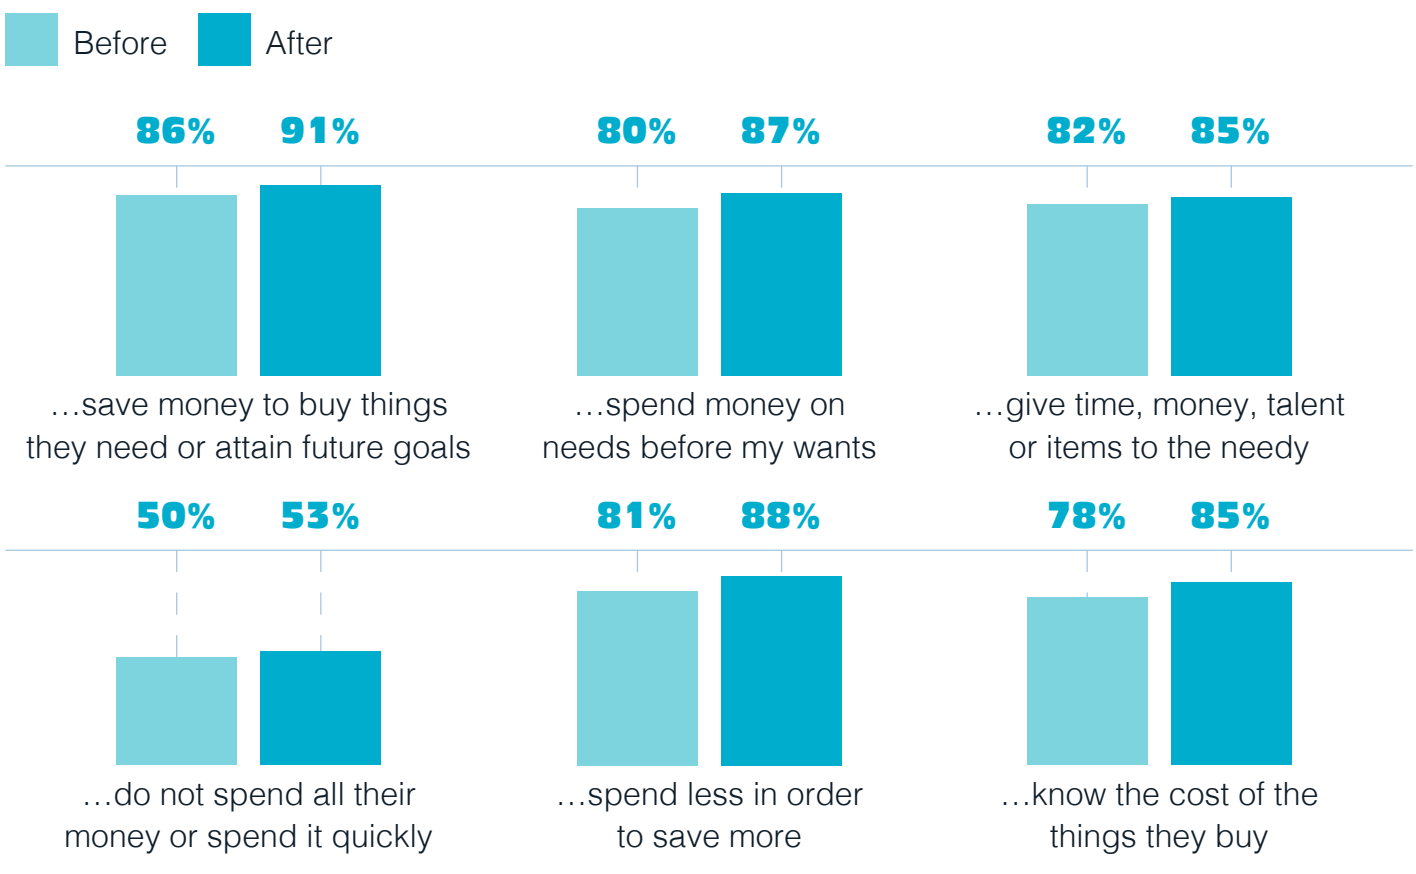 Before After
86% 91% 80% 87% 82% 85%
…save money to buy things
they need or attain future goals
…spend money on
needs before my wants
…give time, money, talent
or items to the needy
50% 53% 81% 88% 78% 85%
…do not spend all their
money or spend it quickly
…spend less in order
to save more
…know the cost of the
things they buy